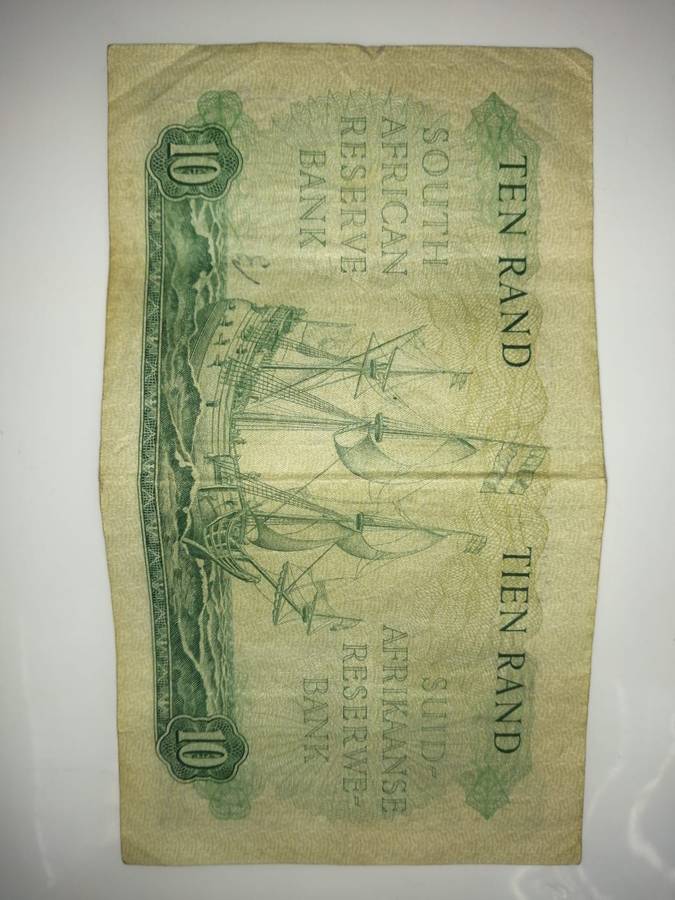 TEN RAND TIEN RAND
SOUTH
AFRICAN
RESERVE
BANK
SUID-
AFRIKAANSE
RESERWE-
BANK
10
10